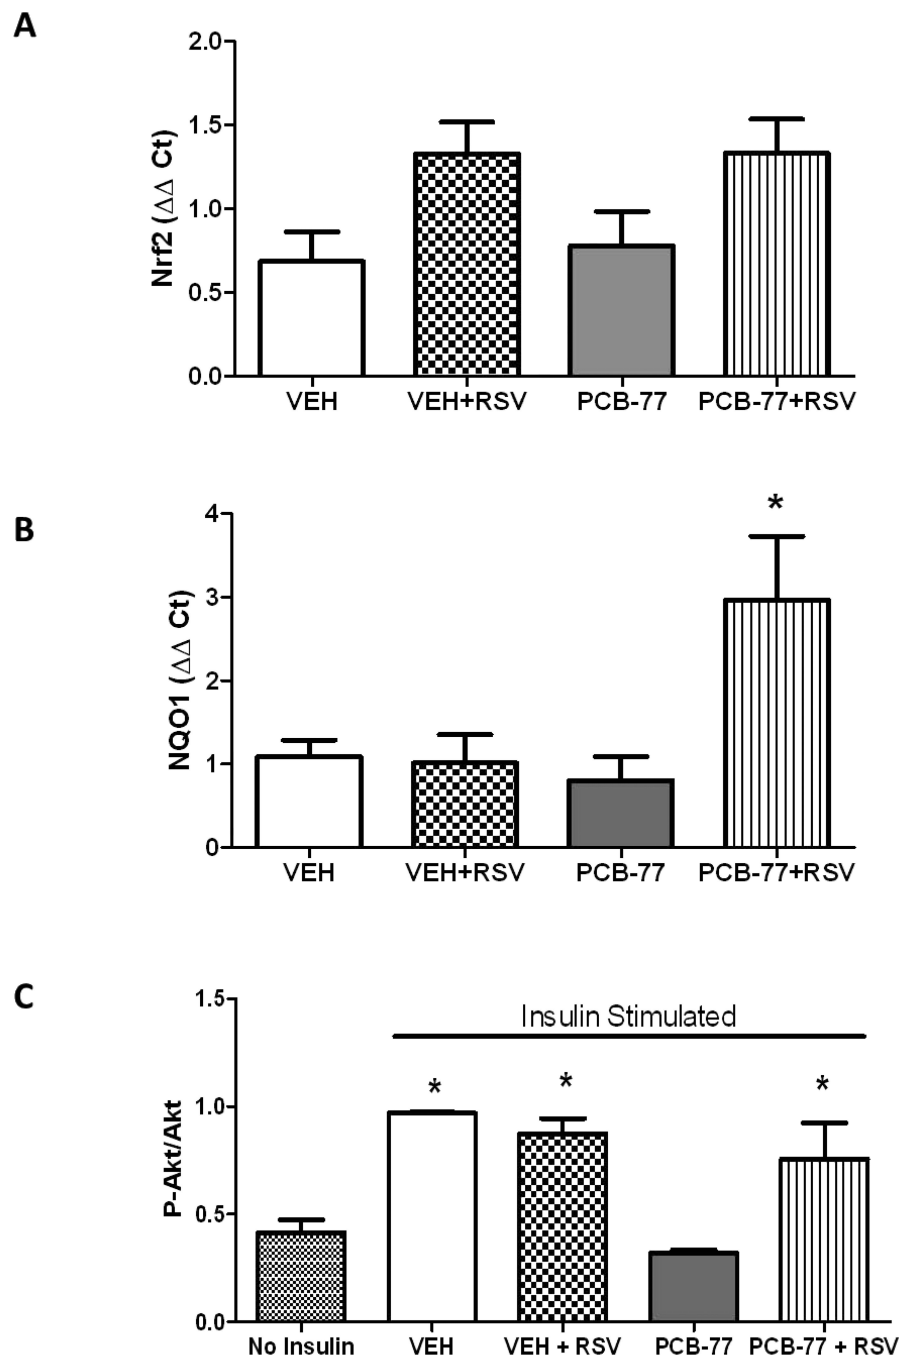 A
2.0
1.5
1.0
0.5
0.0
Nrf2 (ΔΔ Ct)
VEH VEH+RSV PCB-77 PCB-77+RSV
B
4
3
2
1
0
NQO1 (ΔΔ Ct)
*
VEH VEH+RSV PCB-77 PCB-77+RSV
C
1.5
1.0
0.5
0.0
P-Akt/Akt
Insulin Stimulated
* * *
No Insulin VEH VEH + RSV PCB-77 PCB-77 + RSV